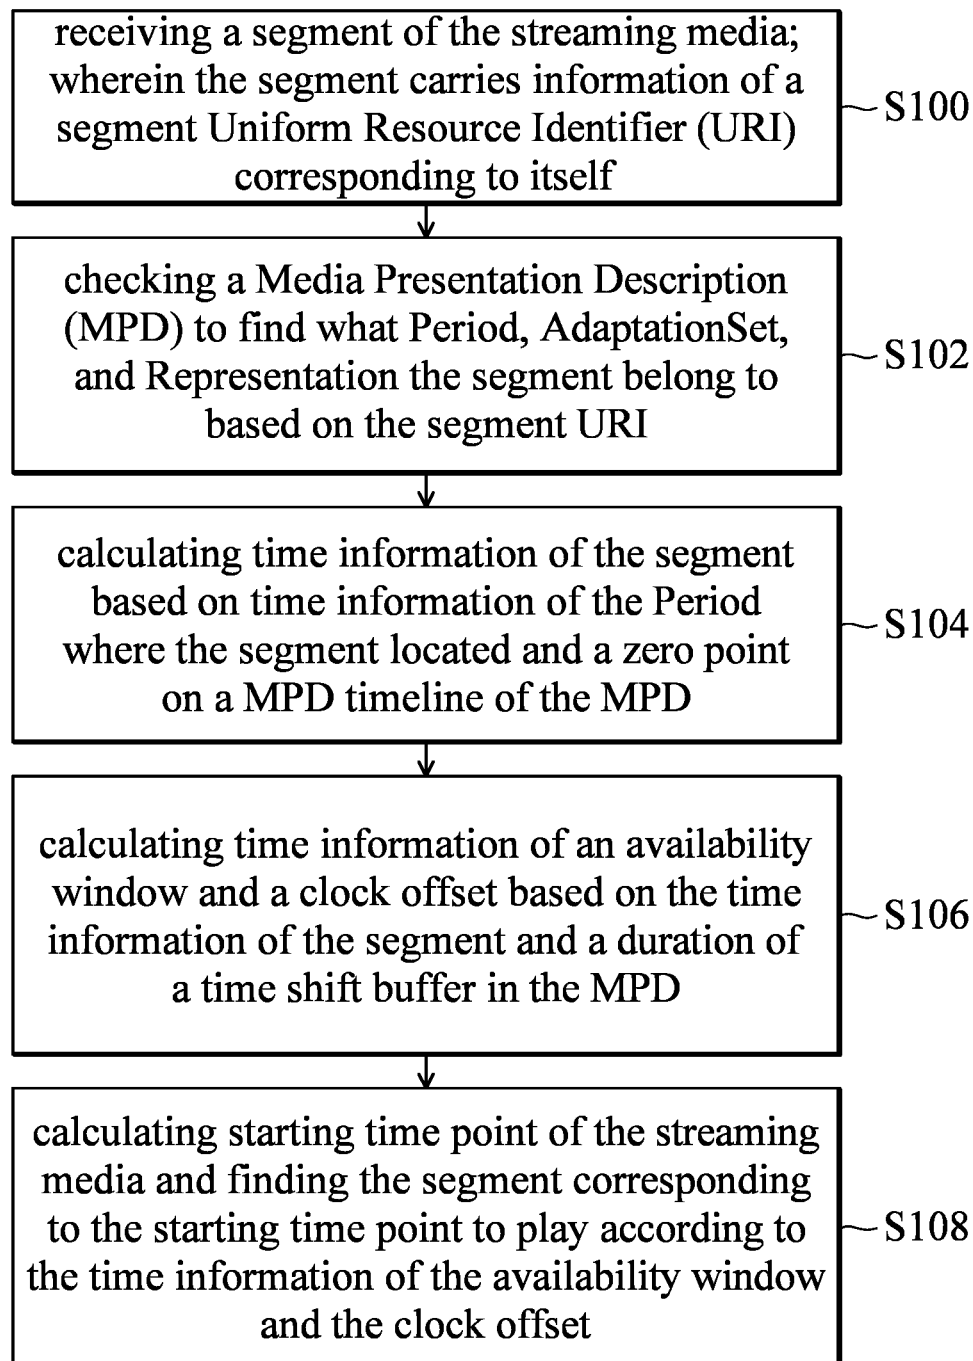 receiving a segment of the streaming media;
wherein the segment carries information of a
segment Uniform Resource Identifier (URI)
corresponding to itself
S100
checking a Media Presentation Description
(MPD) to find what Period, AdaptationSet,
and Representation the segment belong to
based on the segment URI
S102
calculating time information of the segment
based on time information of the Period
where the segment located and a zero point
on a MPD timeline of the MPD
S104
calculating time information of an availability
window and a clock offset based on the time
information of the segment and a duration of
a time shift buffer in the MPD
S106
calculating starting time point of the streaming
media and finding the segment corresponding
to the starting time point to play according to
the time information of the availability window
and the clock offset
S108